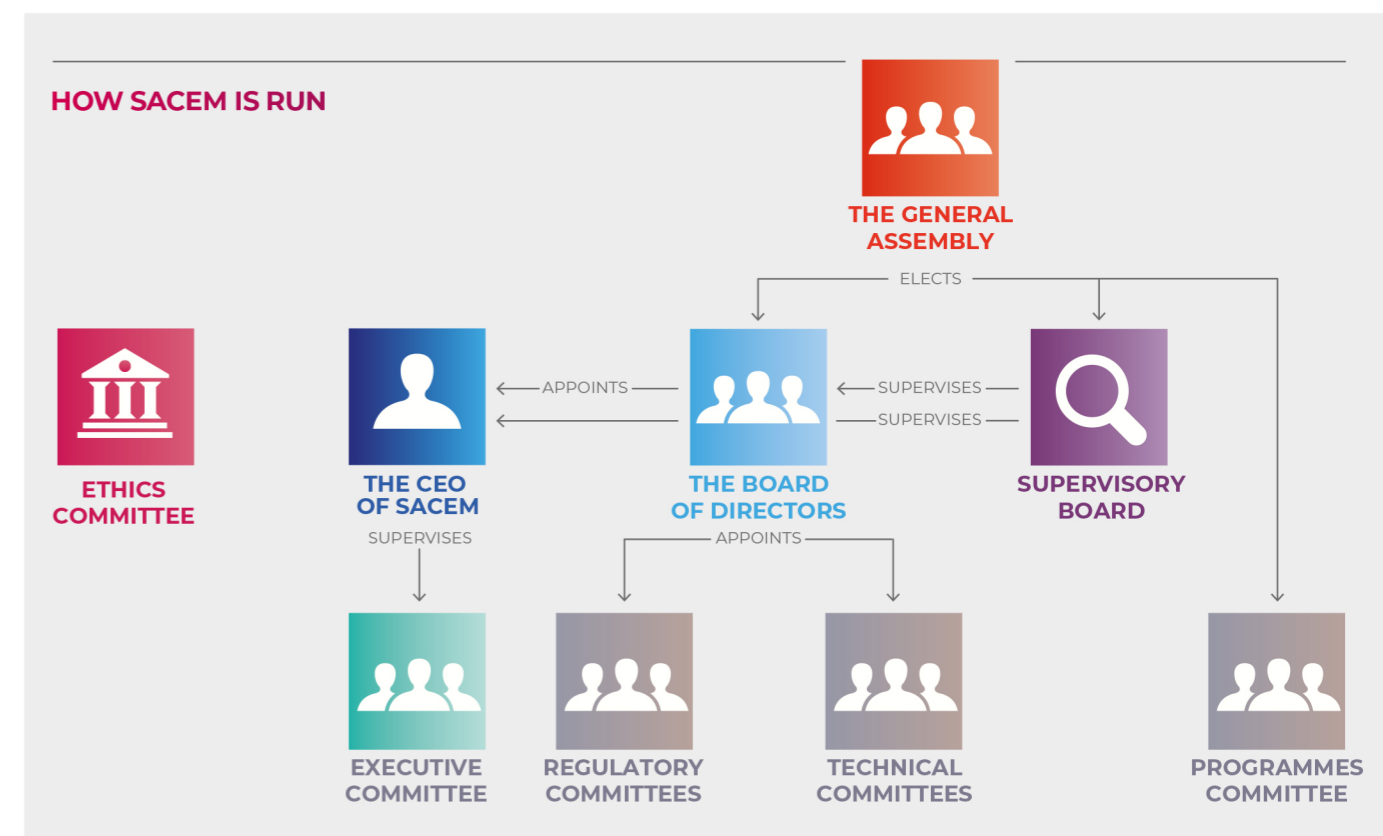 HOW SACEM IS RUN
THE GENERAL
ASSEMBLY
ELECTS
APPOINTS
SUPERVISES
SUPERVISES
ETHICS
COMMITTEE
THE CEO
OF SACEM
THE BOARD
OF DIRECTORS
SUPERVISORY
BOARD
SUPERVISES
APPOINTS
EXECUTIVE
COMMITTEE
REGULATORY
COMMITTEES
TECHNICAL
COMMITTEES
PROGRAMMES
COMMITTEE